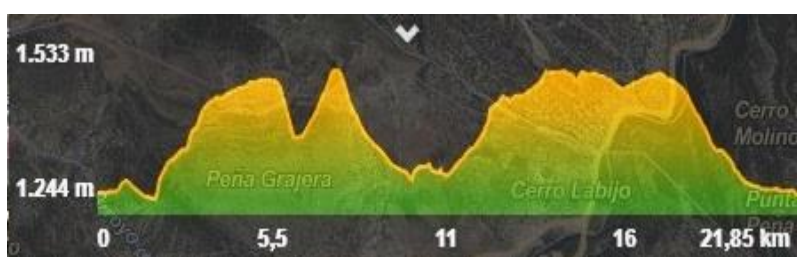 1.533 m
Cerro
Molino
Peña Grajera
1.244 m
Cerro Labijo
Punta
Peña
0
5,5
11
16
21,85 km